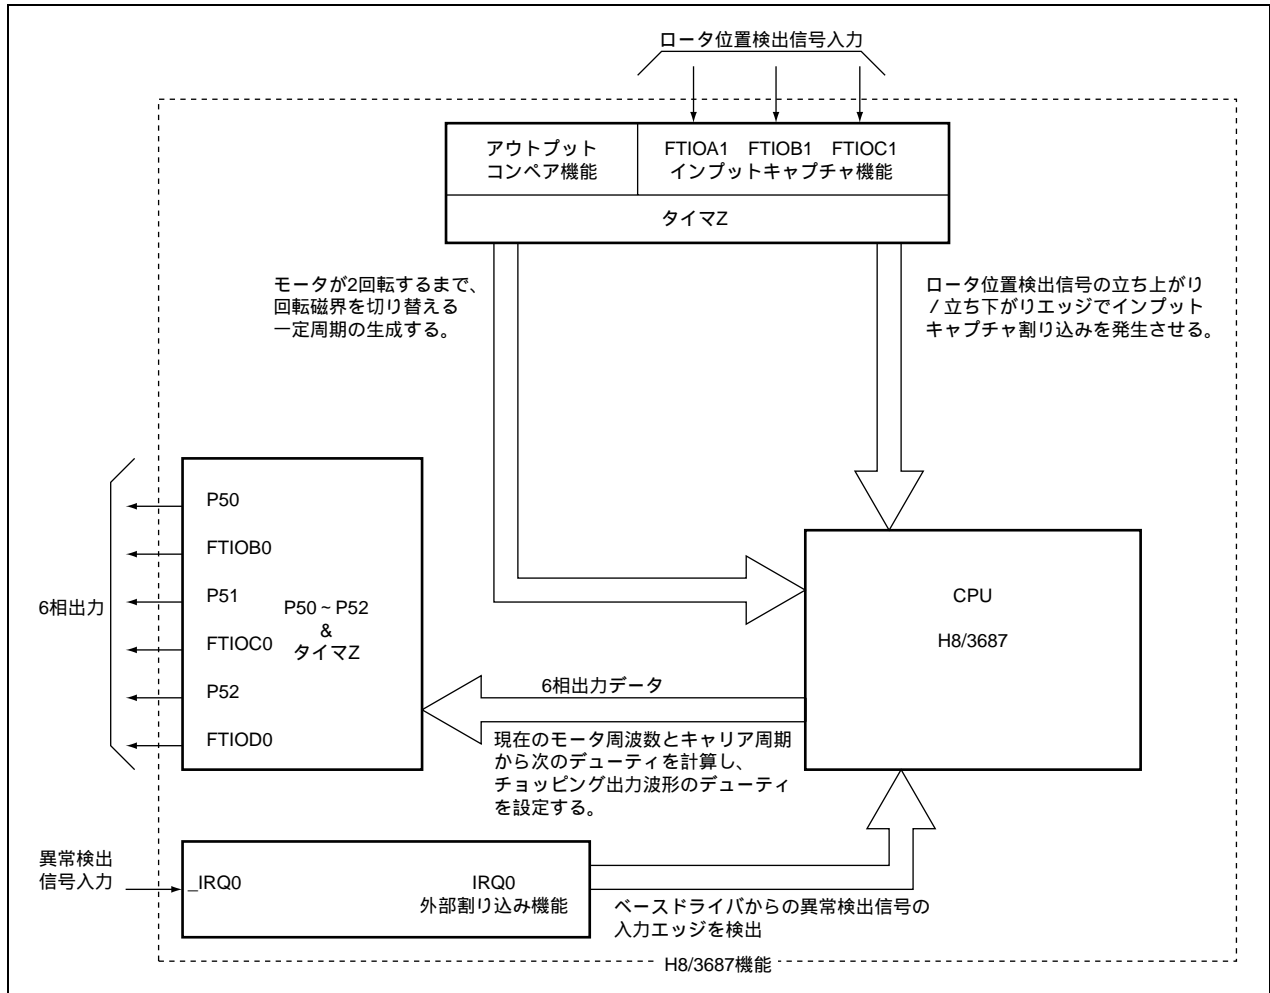 ロータ位置検出信号入力
アウトプット
コンペア機能
FTIOA1 FTIOB1 FTIOC1
インプットキャプチャ機能
タイマZ
モータが2回転するまで、
回転磁界を切り替える
一定周期の生成する。
ロータ位置検出信号の立ち上がり
/立ち下がりエッジでインプット
キャプチャ割り込みを発生させる。
6相出力
P50
FTIOB0
P51
FTIOC0
P52
FTIOD0
P50~P52
&
タイマZ
CPU
H8/3687
6相出力データ
現在のモータ周波数とキャリア周期
から次のデューティを計算し、
チョッピング出力波形のデューティ
を設定する。
異常検出
信号入力
_IRQ0
IRQ0
外部割り込み機能
ベースドライバからの異常検出信号の
入力エッジを検出
H8/3687機能